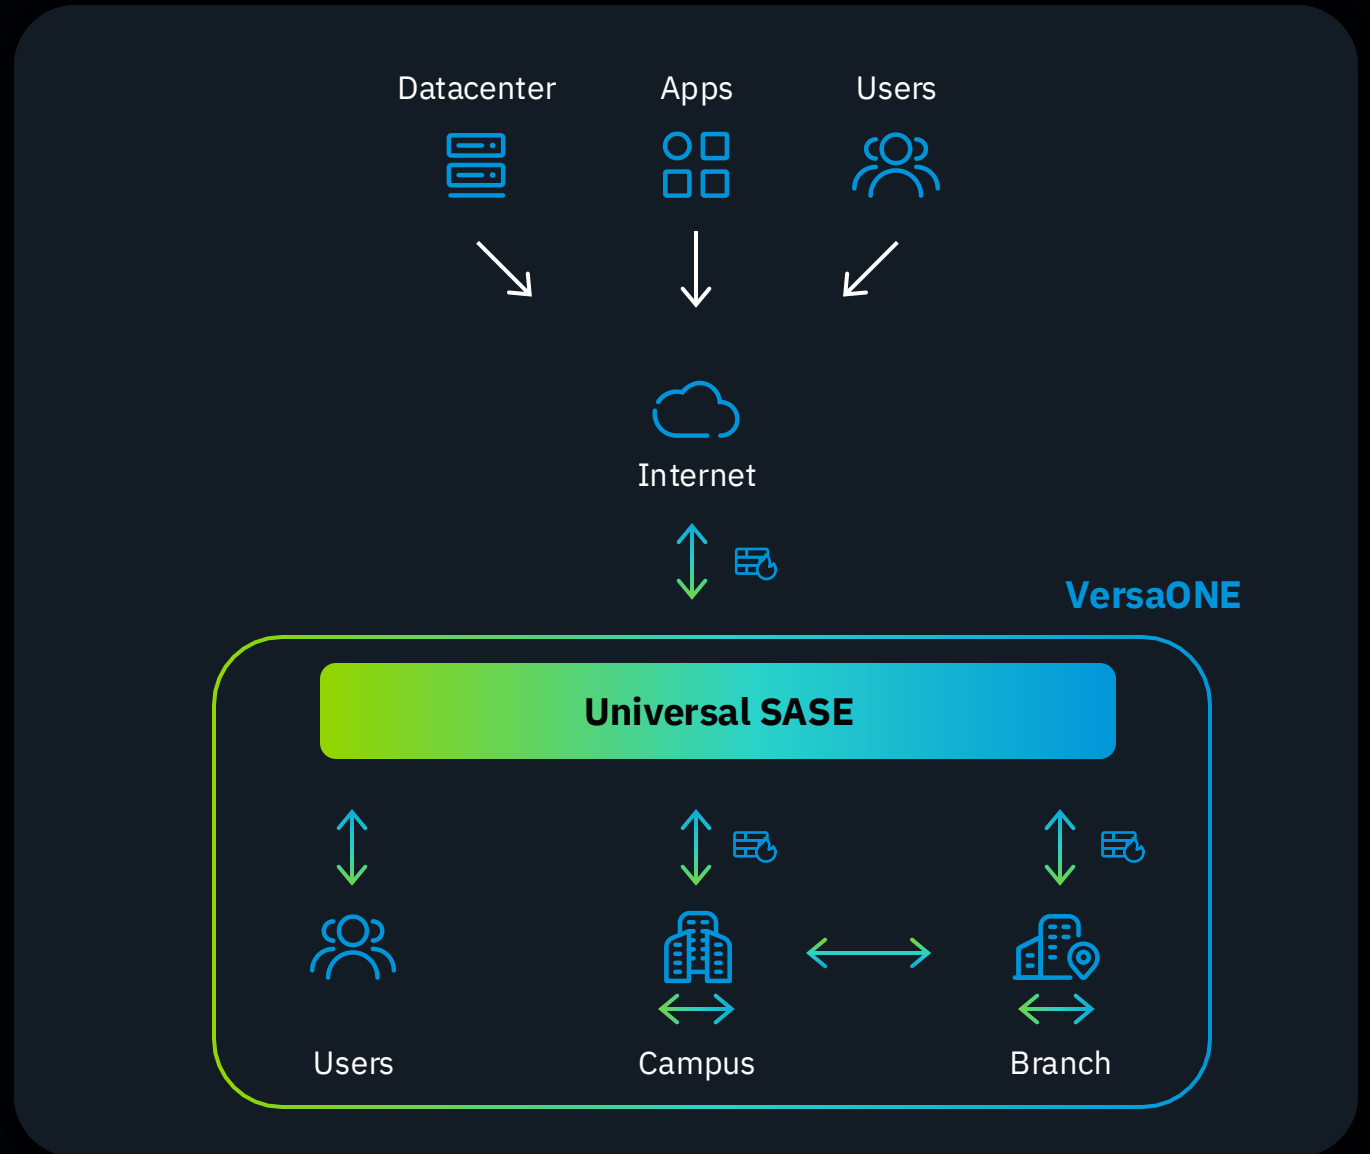 Datacenter
Apps
Users
Internet
VersaONE
Universal SASE
Users
Campus
Branch